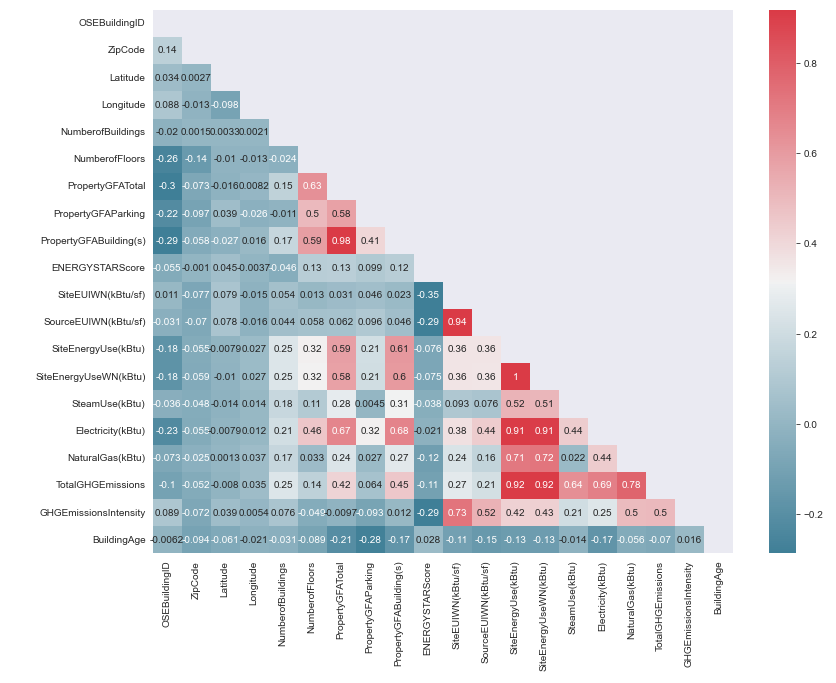 OSEBuildingID
ZipCode 0.14
Latitude 0.034 0.0027
Longitude 0.088 -0.013 -0.098
NumberofBuildings -0.02 0.0015 0.0033 0.0021
NumberofFloors -0.26 -0.14 -0.01 -0.013 -0.024
PropertyGFATotal -0.3 -0.073 -0.016 0.0082 0.15 0.63
PropertyGFAParking -0.22 -0.097 0.039 -0.026 -0.011 0.5 0.58
PropertyGFABuilding(s) -0.29 -0.058 -0.027 0.016 0.17 0.59 0.98 0.41
ENERGYSTARScore -0.055 -0.001 0.045 -0.0037 -0.046 0.13 0.13 0.099 0.12
SiteEUIWN(kBtu/sf) 0.011 -0.077 0.079 -0.015 0.054 0.013 0.031 0.046 0.023 -0.35
SourceEUIWN(kBtu/sf) -0.031 -0.07 0.078 -0.016 0.044 0.058 0.062 0.096 0.046 -0.29 0.94
SiteEnergyUse(kBtu) -0.18 -0.055 -0.0079 0.027 0.25 0.32 0.59 0.21 0.61 -0.076 0.36 0.36
SiteEnergyUseWN(kBtu) -0.18 -0.059 -0.01 0.027 0.25 0.32 0.58 0.21 0.6 -0.075 0.36 0.36 1
SteamUse(kBtu) -0.036 -0.048 -0.014 0.014 0.18 0.11 0.28 0.0045 0.31 -0.038 0.093 0.076 0.52 0.51
Electricity(kBtu) -0.23 -0.055 -0.0079 0.012 0.21 0.46 0.67 0.32 0.68 -0.021 0.38 0.44 0.91 0.91 0.44
NaturalGas(kBtu) -0.073 -0.025 0.0013 0.037 0.17 0.033 0.24 0.027 0.27 -0.12 0.24 0.16 0.71 0.72 0.022 0.44
TotalGHGEmissions -0.1 -0.052 -0.008 0.035 0.25 0.14 0.42 0.064 0.45 -0.11 0.27 0.21 0.92 0.92 0.64 0.69 0.78
GHGEmissionsIntensity 0.089 -0.072 0.039 0.0054 0.076 -0.049 -0.0097 -0.093 0.012 -0.29 0.73 0.52 0.42 0.43 0.21 0.25 0.5 0.5
BuildingAge -0.0062 -0.094 -0.061 -0.021 -0.031 -0.089 -0.21 -0.28 -0.17 0.028 -0.11 -0.15 -0.13 -0.13 -0.014 -0.17 -0.056 -0.07 0.016
OSEBuildingID
ZipCode
Latitude
Longitude
NumberofBuildings
NumberofFloors
PropertyGFATotal
PropertyGFAParking
PropertyGFABuilding(s)
ENERGYSTARScore
SiteEUIWN(kBtu/sf)
SourceEUIWN(kBtu/sf)
SiteEnergyUse(kBtu)
SiteEnergyUseWN(kBtu)
SteamUse(kBtu)
Electricity(kBtu)
NaturalGas(kBtu)
TotalGHGEmissions
GHGEmissionsIntensity
BuildingAge
0.8
0.6
0.4
0.2
0.0
−0.2